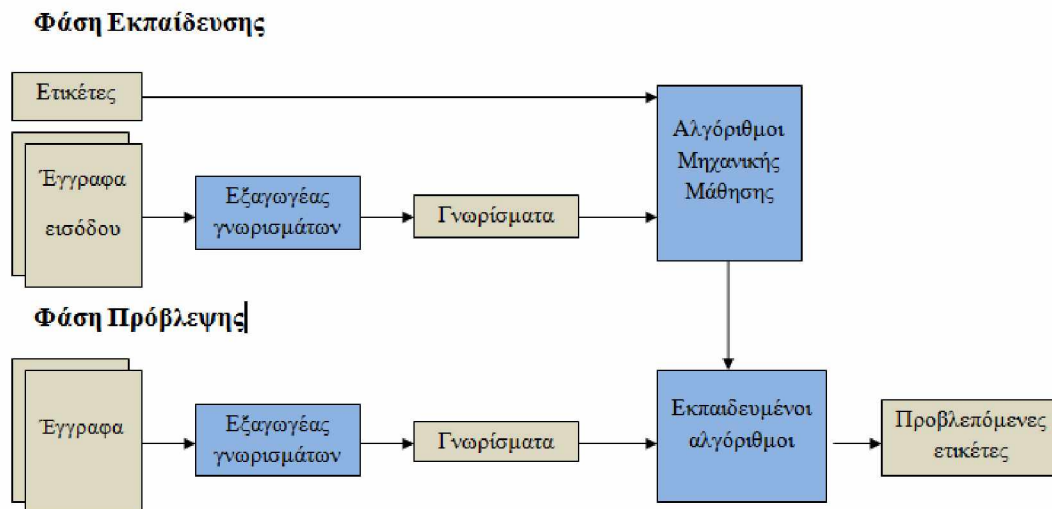 Φάση Εκπαίδευσης
Ετικέτες
Έγγραφα
εισόδου
Εξαγωγέας
γνωρισμάτων
Γνωρίσματα
Αλγόριθμοι
Μηχανικής
Μάθησης
Φάση Πρόβλεψης
Έγγραφα
Εξαγωγέας
γνωρισμάτων
Γνωρίσματα
Εκπαιδευμένοι
αλγόριθμοι
Προβλεπόμενες
ετικέτες